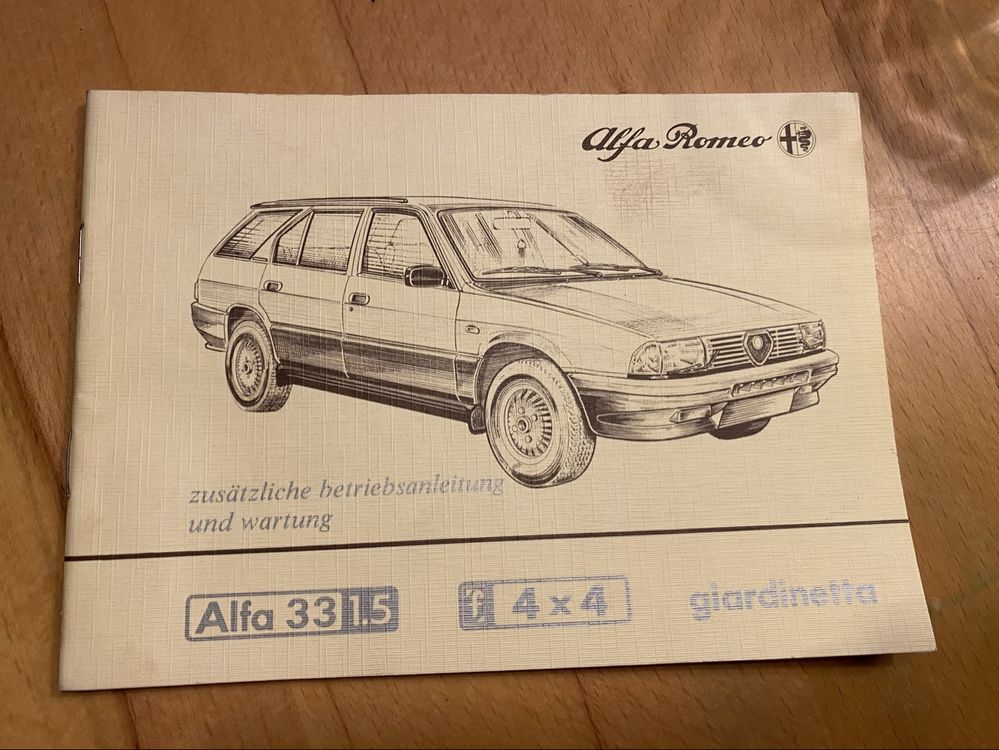 Alfa Romeo
zusätzliche betriebsanleitung
und wartung
Alfa 33 1.5
4 x 4
giardinetta